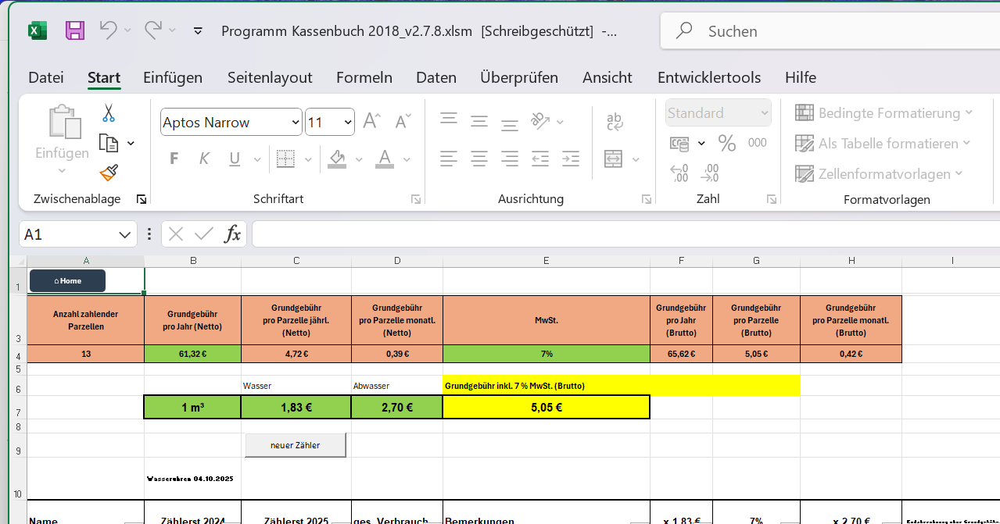 Programm Kassenbuch 2018_v2.7.8.xlsm [Schreibgeschützt] -...
Suchen
Datei Start Einfügen Seitenlayout Formeln Daten Überprüfen Ansicht Entwicklertools Hilfe
Einfügen
Zwischenablage
Aptos Narrow 11
F K U
Schriftart
Ausrichtung
Standard
% 000
Zahl
Bedingte Formatierung
Als Tabelle formatieren
Zellenformatvorlagen
Formatvorlagen
A1
fx
A B C D E F G H I
1 Home
3
Anzahl zahlender
Parzellen
Grundgebühr
pro Jahr (Netto)
Grundgebühr
pro Parzelle jährl.
(Netto)
Grundgebühr
pro Parzelle monatl.
(Netto)
MwSt.
Grundgebühr
pro Jahr
(Brutto)
Grundgebühr
pro Parzelle
(Brutto)
Grundgebühr
pro Parzelle monatl.
(Brutto)
4 13 61,32 € 4,72 € 0,39 € 7% 65,62 € 5,05 € 0,42 €
5
6 Wasser Abwasser Grundgebühr inkl. 7 % MwSt. (Brutto)
7 1 m³ 1,83 € 2,70 € 5,05 €
8
9 neuer Zähler
10 Wasseruhren 04.10.2025
Name Zählerst 2024 Zählerst 2025 ges. Verbrauch Bemerkungen x 1,83 € 7% x 2,70 €